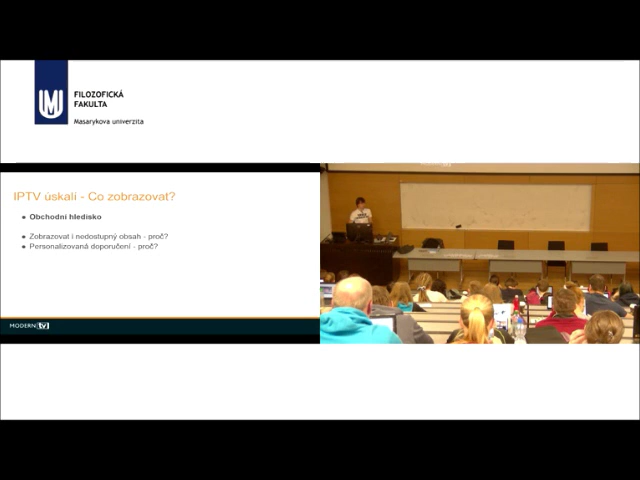 FILOZOFICKÁ
FAKULTA
Masarykova univerzita
IPTV úskalí - Co zobrazovat?
Obchodní hledisko
Zobrazovat i nedostupný obsah - proč?
Personalizovaná doporučení - proč?
MODERN tv